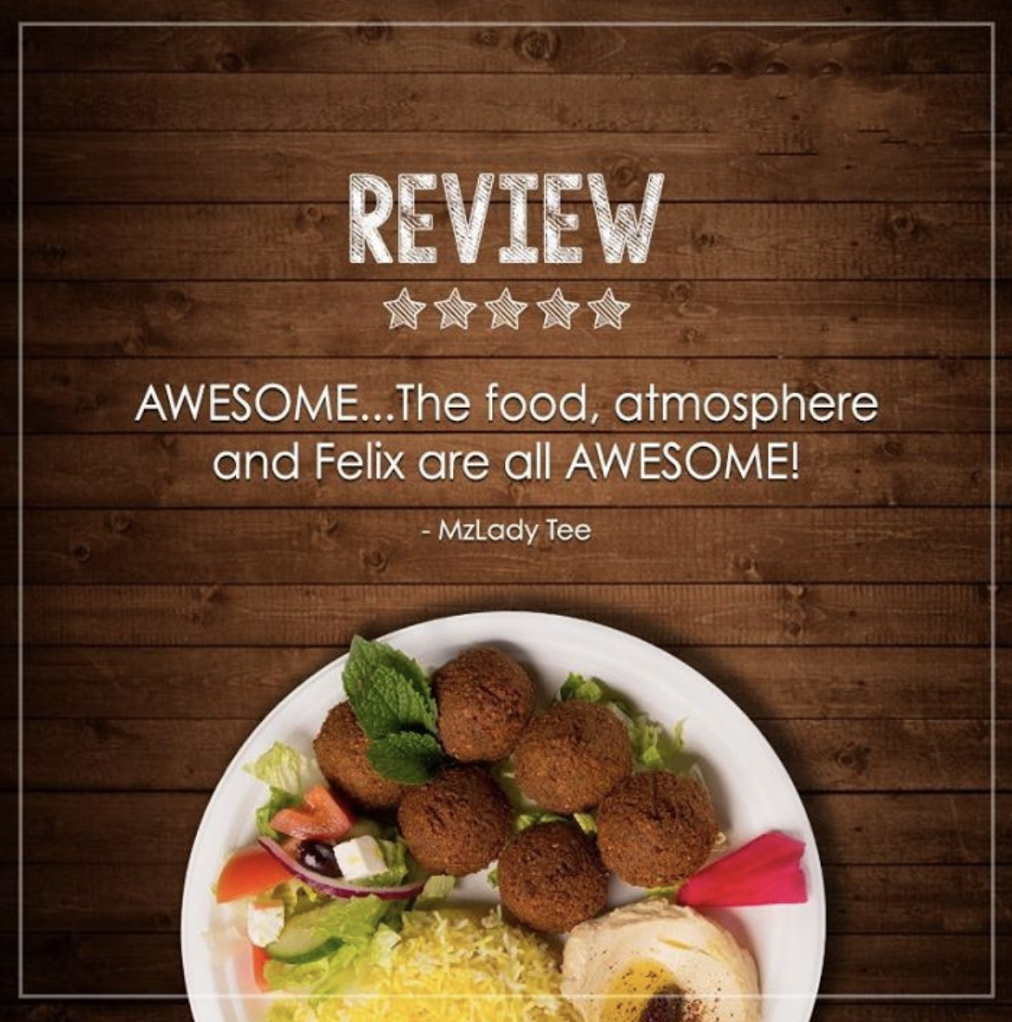 REVIEW
AWESOME...The food, atmosphere
and Felix are all AWESOME!
- MzLady Tee